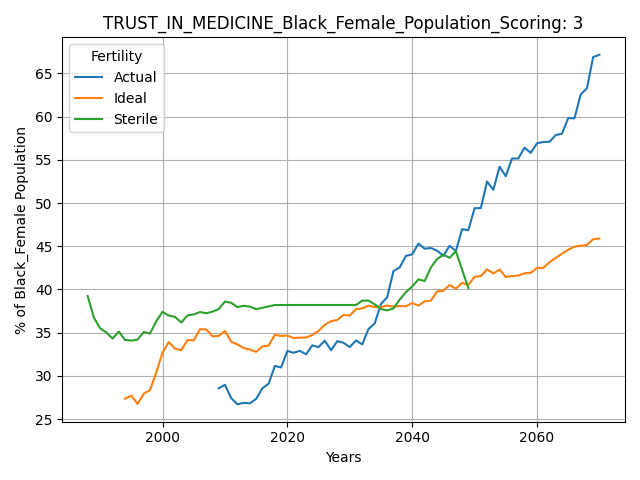 TRUST_IN_MEDICINE_Black_Female_Population_Scoring: 3
Fertility
Actual
Ideal
Sterile
% of Black_Female Population
65
60
55
50
45
40
35
30
25
2000
2020
2040
2060
Years